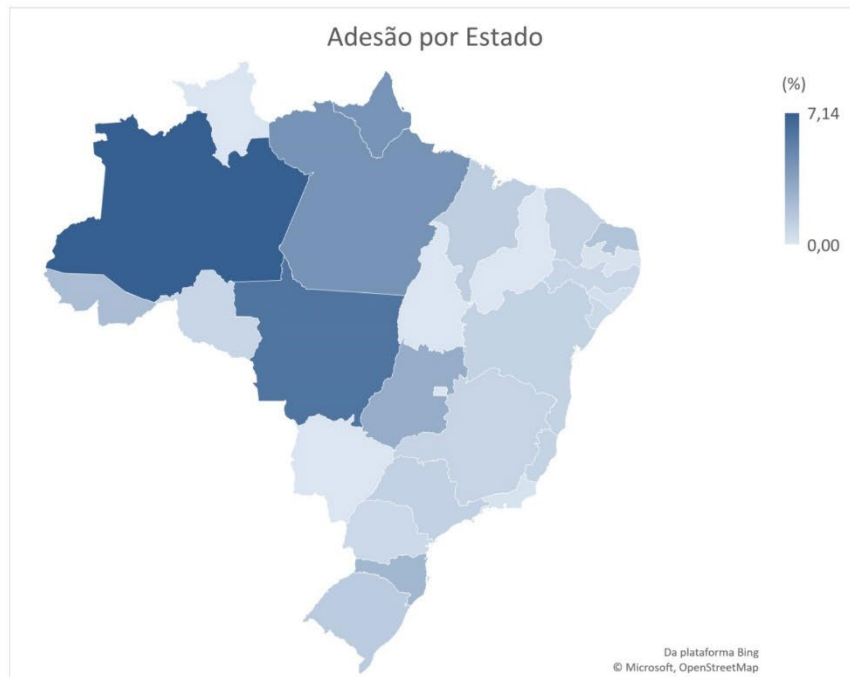 Adesão por Estado
(%)
7,14
0,00
Da plataforma Bing
© Microsoft, OpenStreetMap